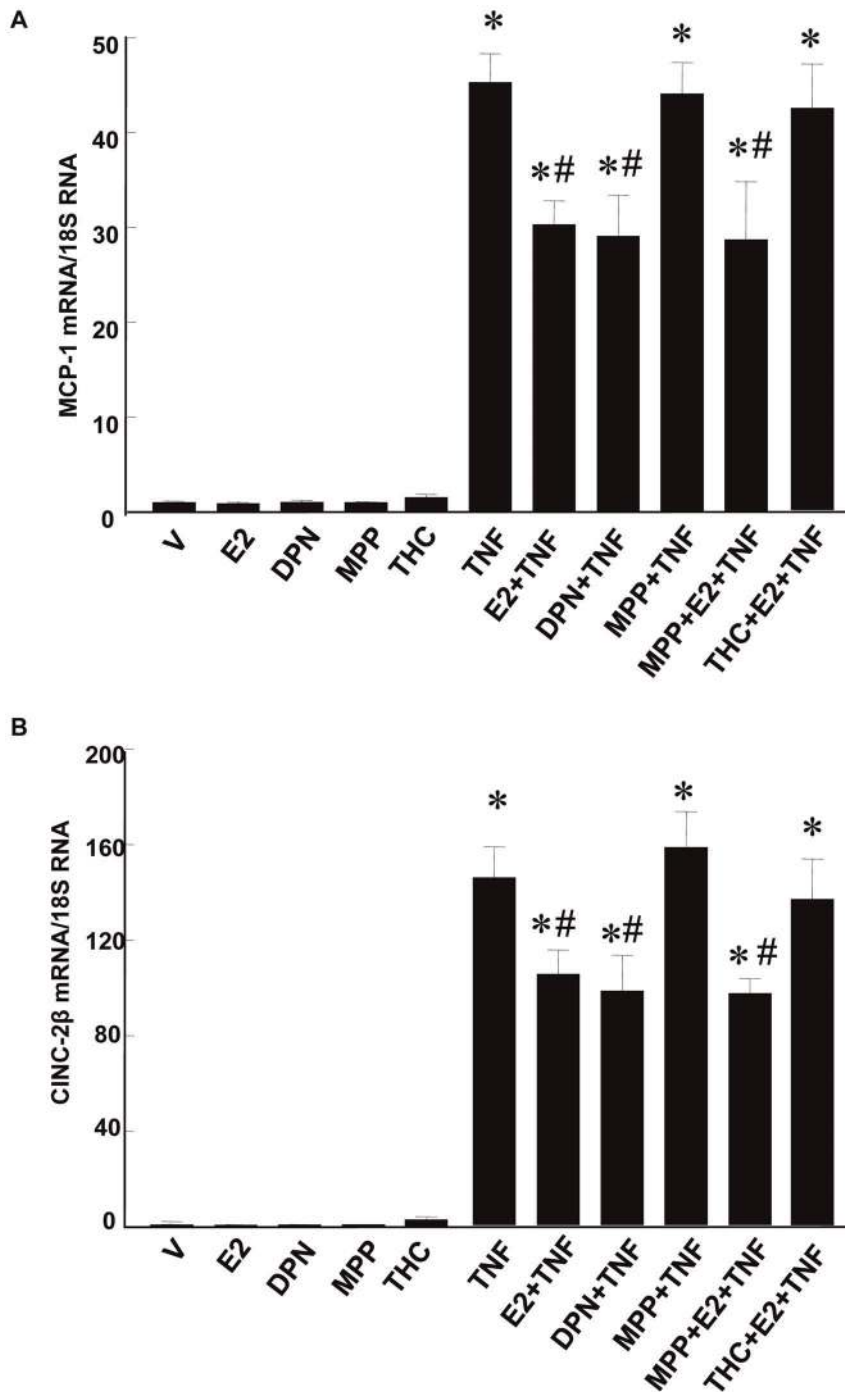 A
MCP-1 mRNA/18S RNA
50
40
30
20
10
0
* *# *# * *# *
V E2 DPN MPP THC TNF E2+TNF DPN+TNF MPP+TNF MPP+E2+TNF THC+E2+TNF
B
CINC-2β mRNA/18S RNA
200
160
120
80
40
0
* *# *# * *# *
V E2 DPN MPP THC TNF E2+TNF DPN+TNF MPP+TNF MPP+E2+TNF THC+E2+TNF